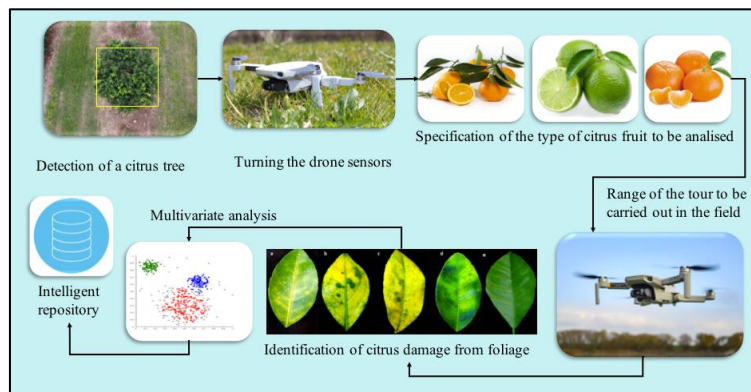 Detection of a citrus tree
Turning the drone sensors
Specification of the type of citrus fruit to be analised
Range of the tour to be
carried out in the field
Identification of citrus damage from foliage
a b c d e
Multivariate analysis
Intelligent
repository